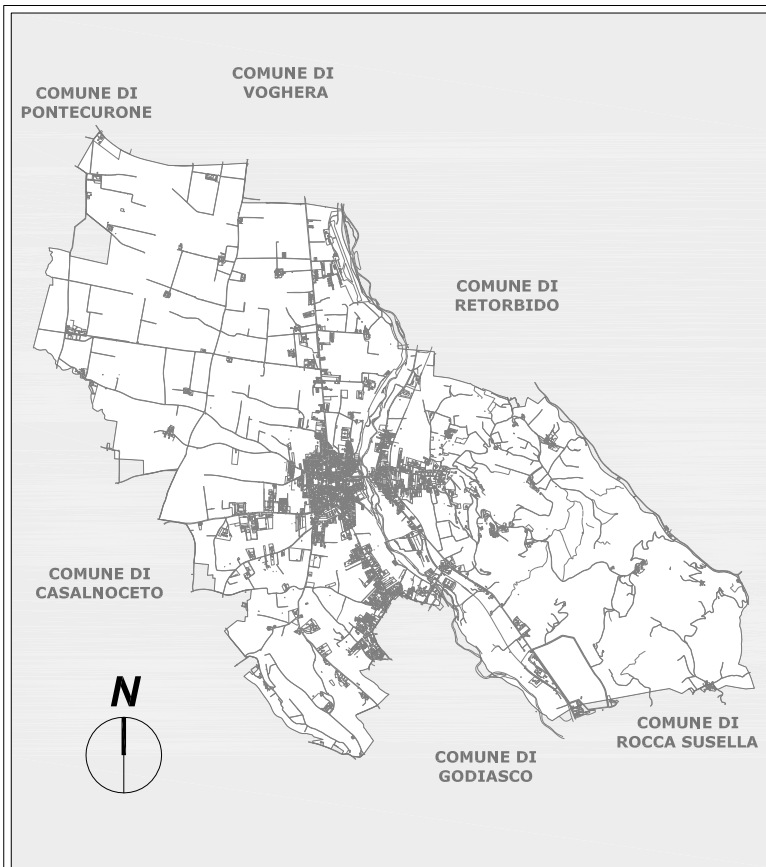 COMUNE DI
VOGHERA
COMUNE DI
PONTECURONE
COMUNE DI
RETORBIDO
COMUNE DI
CASALNOCETO
N
COMUNE DI
ROCCA SUSELLA
COMUNE DI
GODIASCO